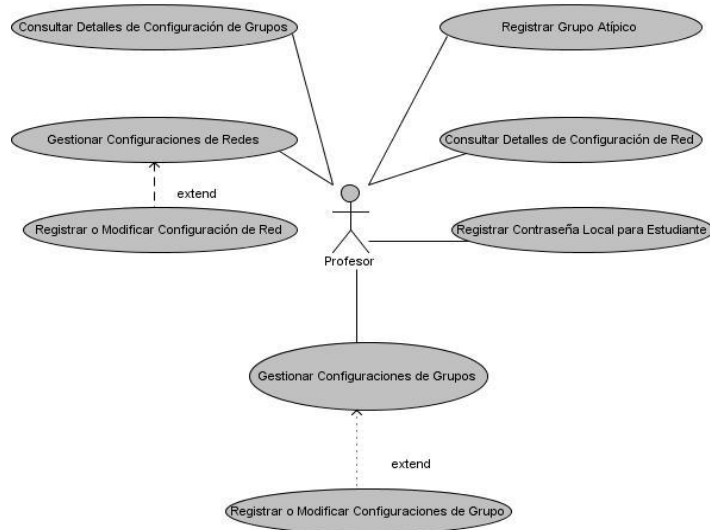 Consultar Detalles de Configuración de Grupos
Registrar Grupo Atípico
Gestionar Configuraciones de Redes
Consultar Detalles de Configuración de Red
extend
Registrar o Modificar Configuración de Red
Registrar Contraseña Local para Estudiante
Profesor
Gestionar Configuraciones de Grupos
extend
Registrar o Modificar Configuraciones de Grupo